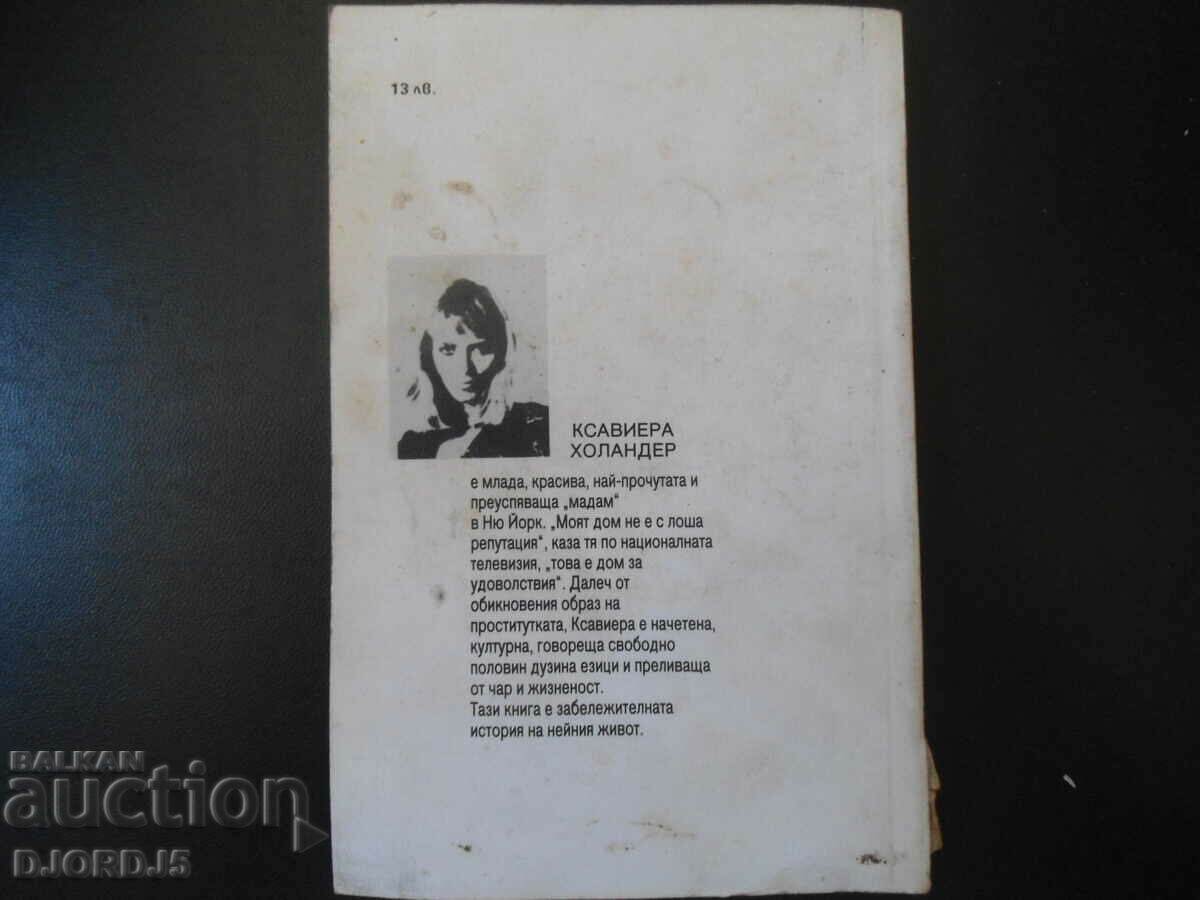 13 лв.
КСАВИЕРА
ХОЛАНДЕР
е млада, красива, най-прочутата и
преуспяваща „мадам“
в Ню Йорк. „Моят дом не е с лоша
репутация“, каза тя по националната
телевизия, „това е дом за
удоволствия“. Далеч от
обикновения образ на
проститутката, Ксавиера е начетена,
културна, говореща свободно
половин дузина езици и преливаща
от чар и жизненост.
Тази книга е забележителната
история на нейния живот.
BALKAN
auction
DJORDJ5